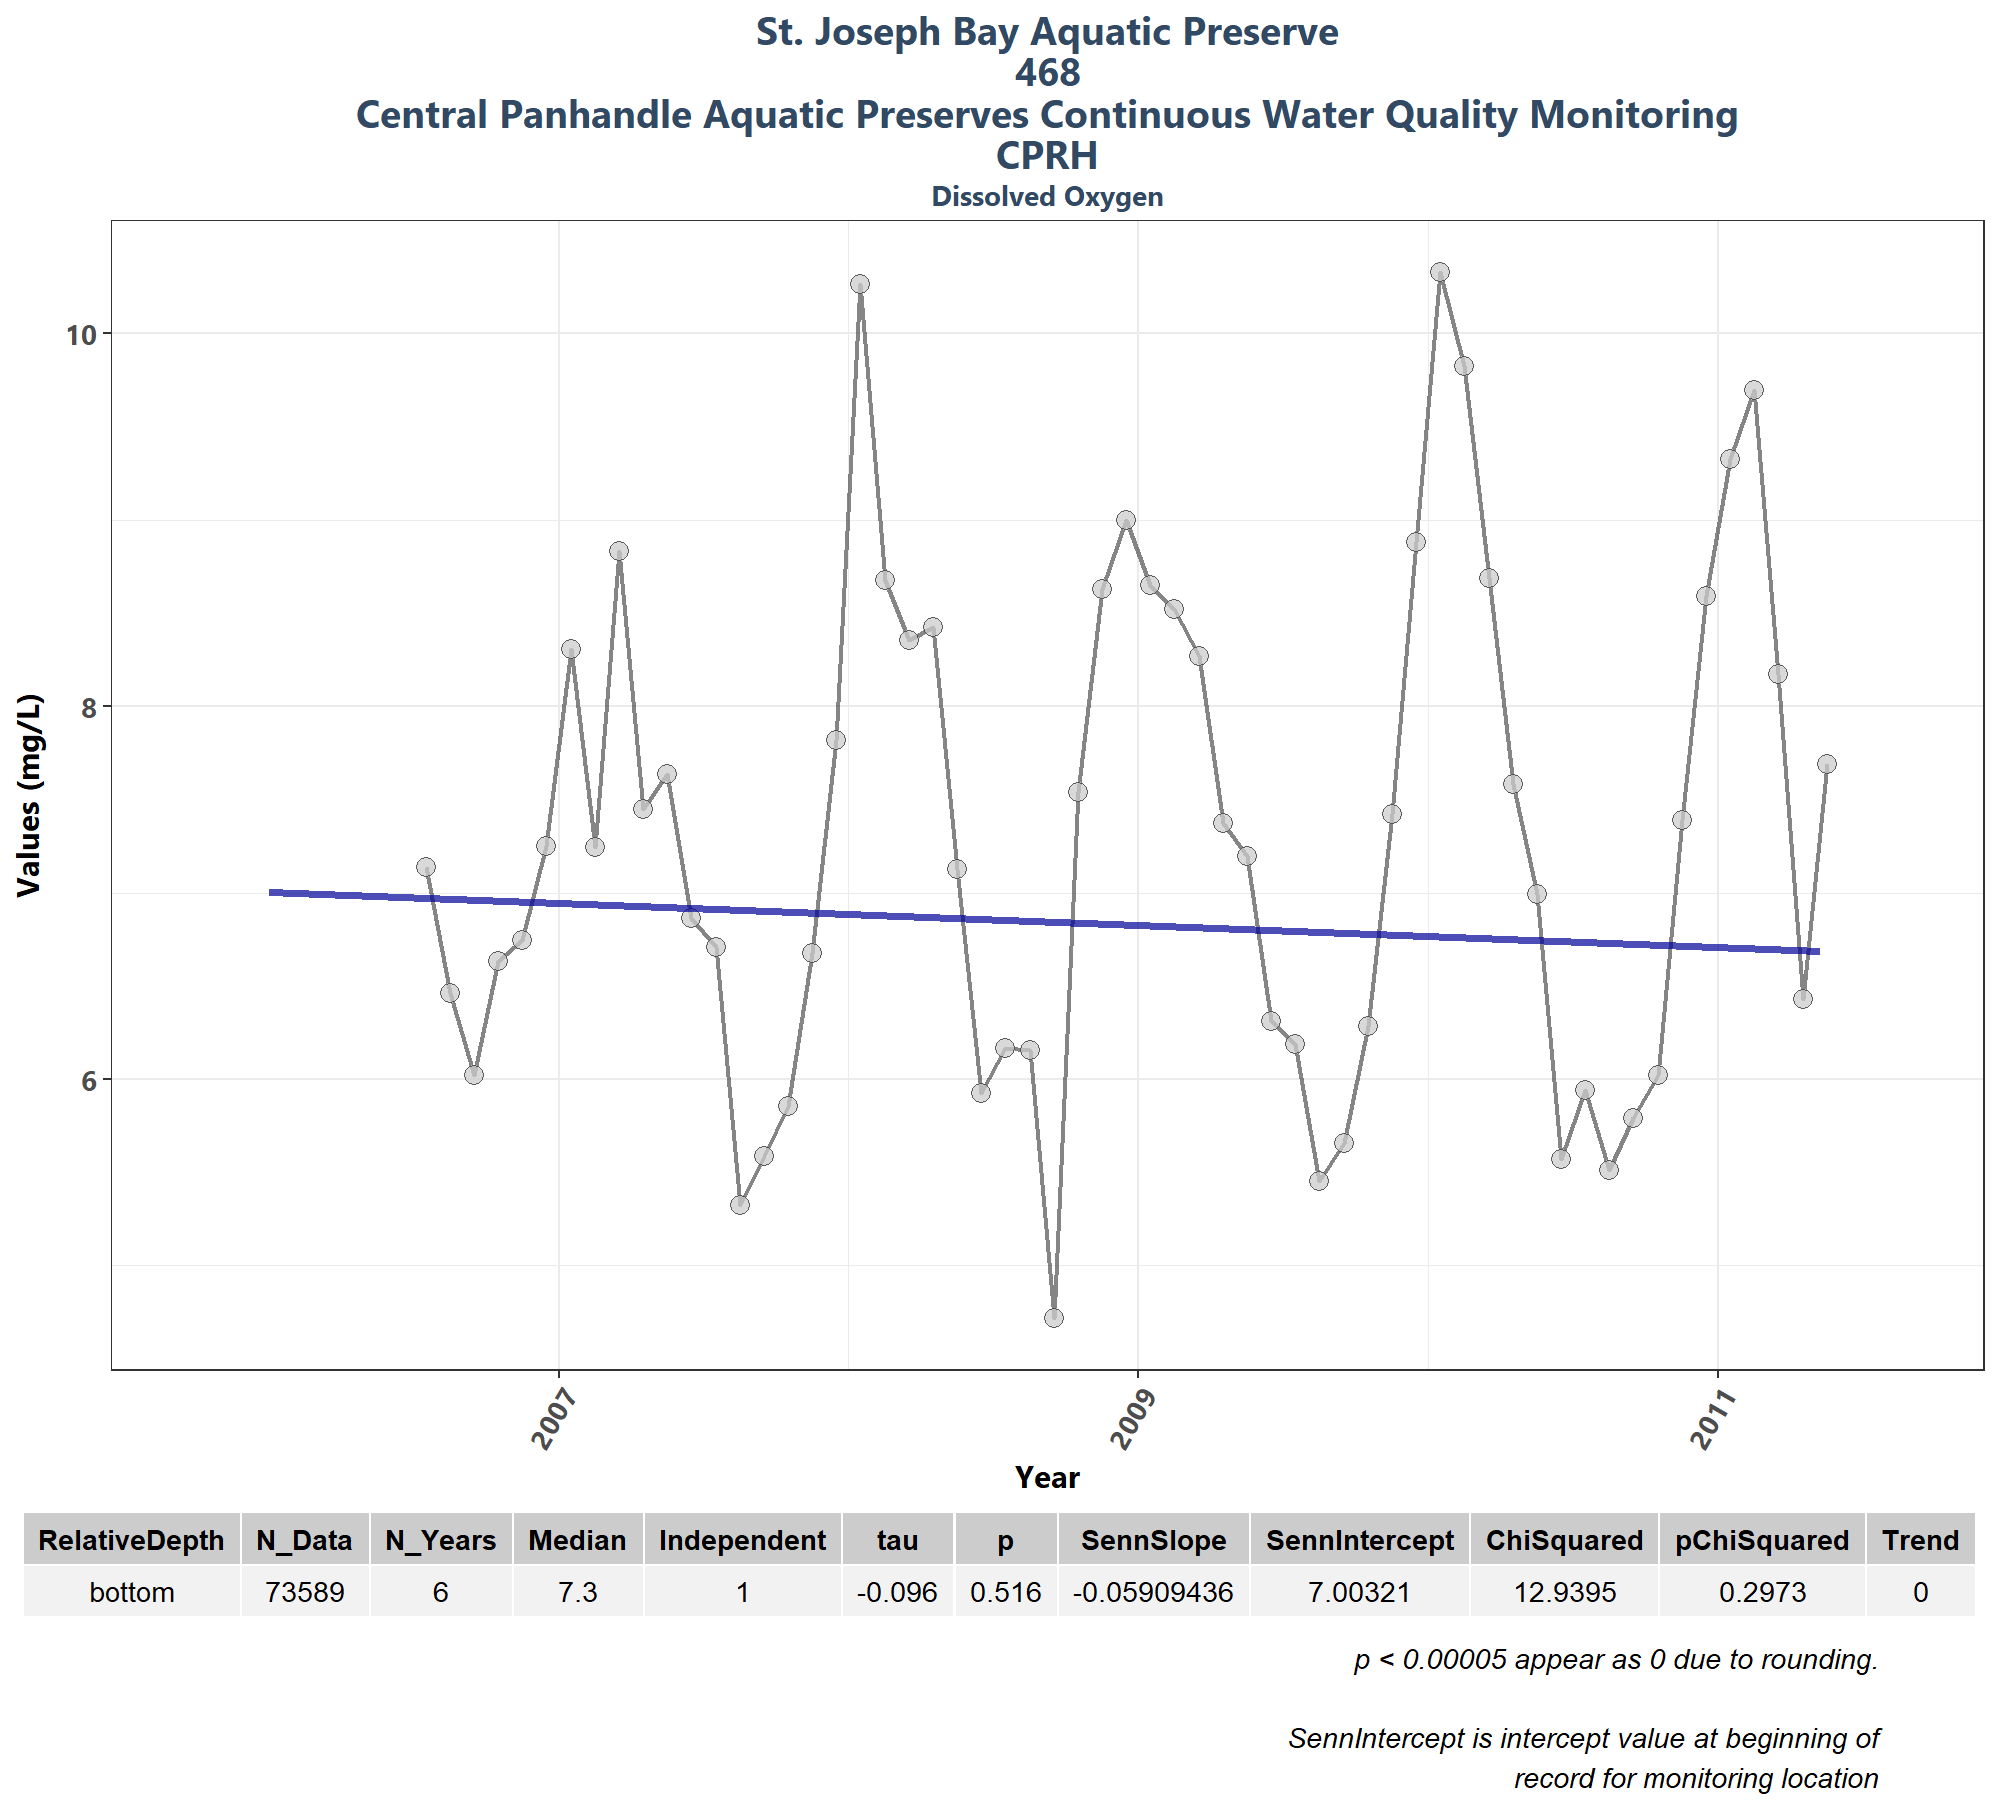 St. Joseph Bay Aquatic Preserve
468
Central Panhandle Aquatic Preserves Continuous Water Quality Monitoring
CPRH
Dissolved Oxygen
10
8
6
Values (mg/L)
2007 2009 2011
Year
RelativeDepth N_Data N_Years Median Independent tau p SennSlope SennIntercept ChiSquared pChiSquared Trend
bottom 73589 6 7.3 1 -0.096 0.516 -0.05909436 7.00321 12.9395 0.2973 0
p < 0.00005 appear as 0 due to rounding.
SennIntercept is intercept value at beginning of
record for monitoring location